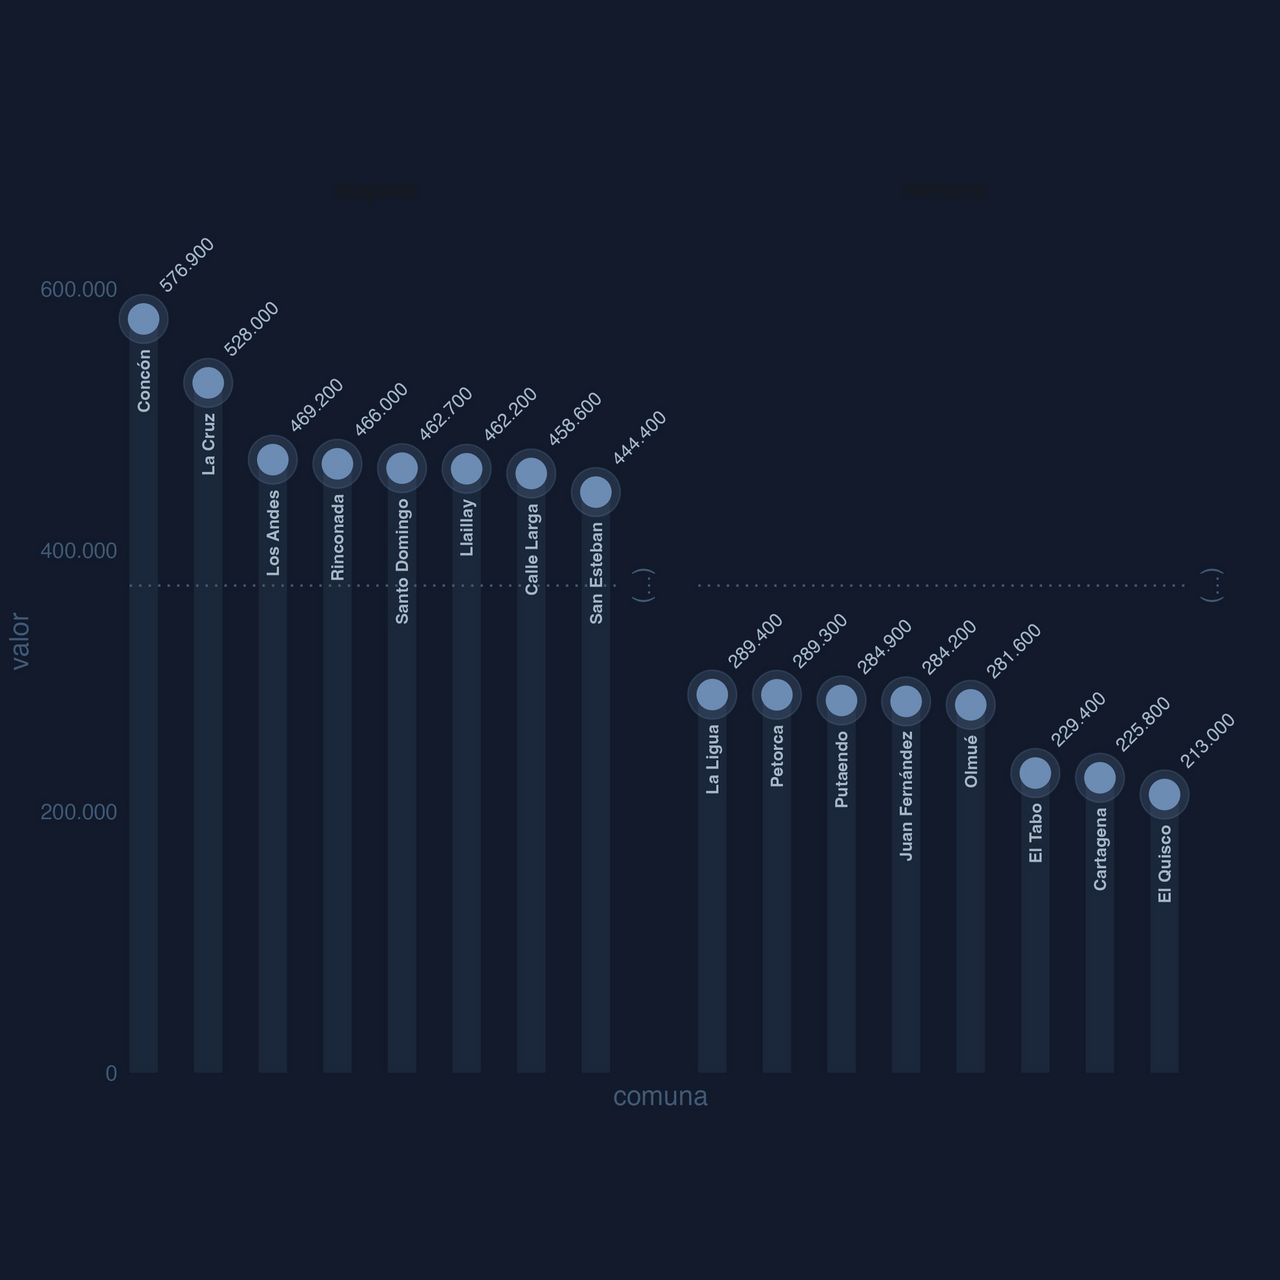 600.000
400.000
200.000
0
valor
comuna
576.900
528.000
469.200
466.000
462.700
462.200
458.600
444.400
Concón
La Cruz
Los Andes
Rinconada
Santo Domingo
Llaillay
Calle Larga
San Esteban
(...)
289.400
289.300
284.900
284.200
281.600
229.400
225.800
213.000
La Ligua
Petorca
Putaendo
Juan Fernández
Olmué
El Tabo
Cartagena
El Quisco
(...)